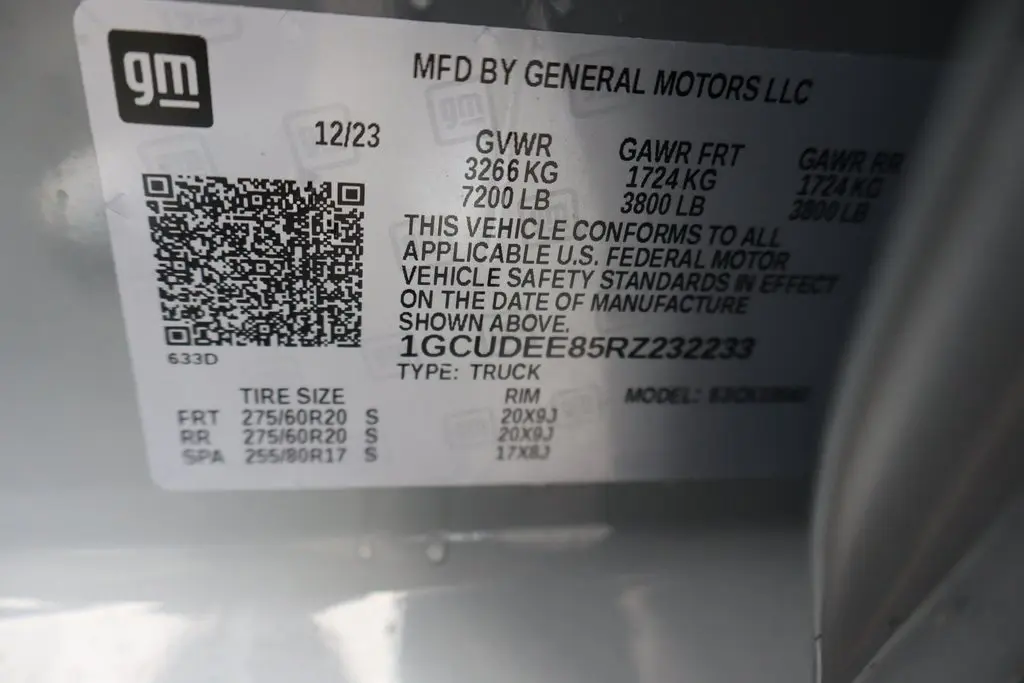 gm
MFD BY GENERAL MOTORS LLC
12/23
GVWR GAWR FRT GAWR RR
3266 KG 1724 KG 1724 KG
7200 LB 3800 LB 3800 LB
THIS VEHICLE CONFORMS TO ALL
APPLICABLE U.S. FEDERAL MOTOR
VEHICLE SAFETY STANDARDS IN EFFECT
ON THE DATE OF MANUFACTURE
SHOWN ABOVE.
1GCUDEE85RZ232233
633D
TYPE: TRUCK
TIRE SIZE RIM MODEL:
FRT 275/60R20 S 20X9J
RR 275/60R20 S 20X9J
SPA 255/80R17 S 17X8J